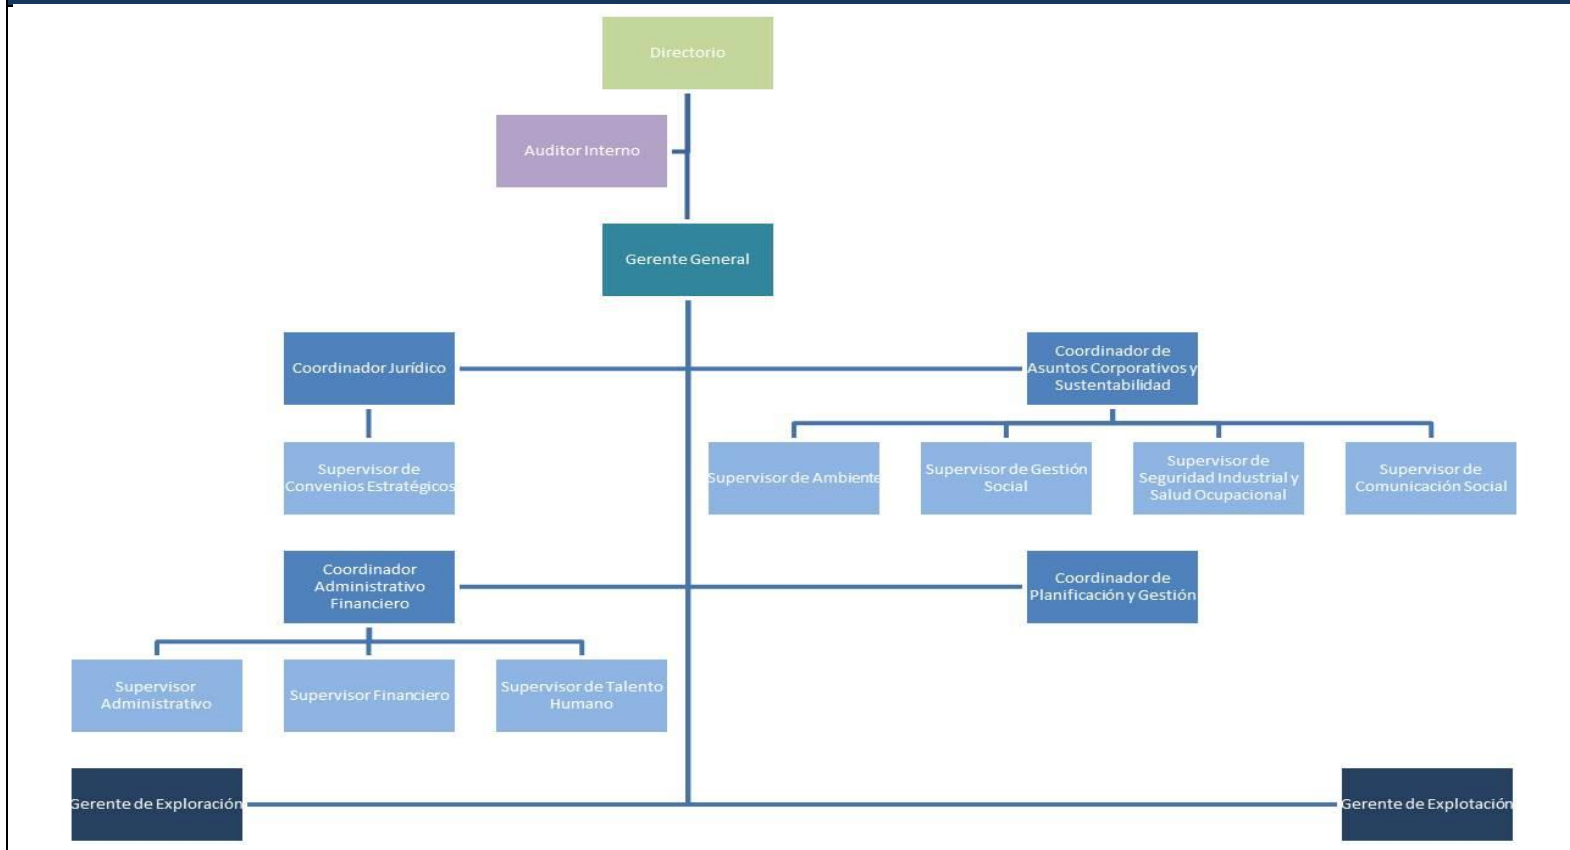 Directorio
Auditor Interno
Gerente General
Coordinador Jurídico
Coordinador de
Asuntos Corporativos y
Sustentabilidad
Supervisor de
Convenios Estratégicos
Supervisor de Ambiente
Supervisor de Gestión
Social
Supervisor de
Seguridad Industrial y
Salud Ocupacional
Supervisor de
Comunicación Social
Coordinador
Administrativo
Financiero
Coordinador de
Planificación y Gestión
Supervisor
Administrativo
Supervisor Financiero
Supervisor de Talento
Humano
Gerente de Exploración
Gerente de Explotación